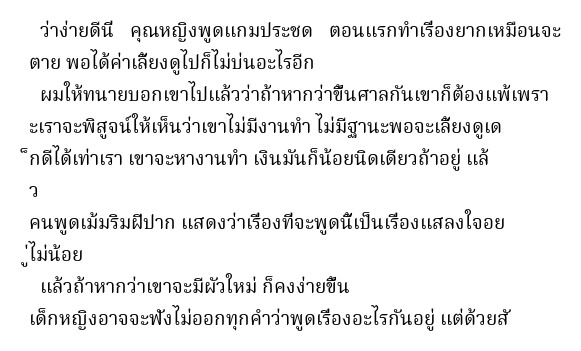 ว่าง่ายดีนี่ คุณหญิงพูดแกมประชด ตอนแรกทำเรื่องยากเหมือนจะ
ตาย พอได้ค่าเลี้ยงดูไปก็ไม่บ่นอะไรอีก
ผมให้ทนายบอกเขาไปแล้วว่าถ้าหากว่าขึ้นศาลกันเขาก็ต้องแพ้เพรา
ะเราจะพิสูจน์ให้เห็นว่าเขาไม่มีงานทำ ไม่มีฐานะพอจะเลี้ยงดูเด
็กดีได้เท่าเรา เขาจะหางานทำ เงินมันก็น้อยนิดเดียวถ้าอยู่ แล้
ว
คนพูดเม้มริมฝีปาก แสดงว่าเรื่องที่จะพูดนี้เป็นเรื่องแสลงใจอย
ู่ไม่น้อย
แล้วถ้าหากว่าเขาจะมีผัวใหม่ ก็คงง่ายขึ้น
เด็กหญิงอาจจะฟังไม่ออกทุกคำว่าพูดเรื่องอะไรกันอยู่ แต่ด้วยสั